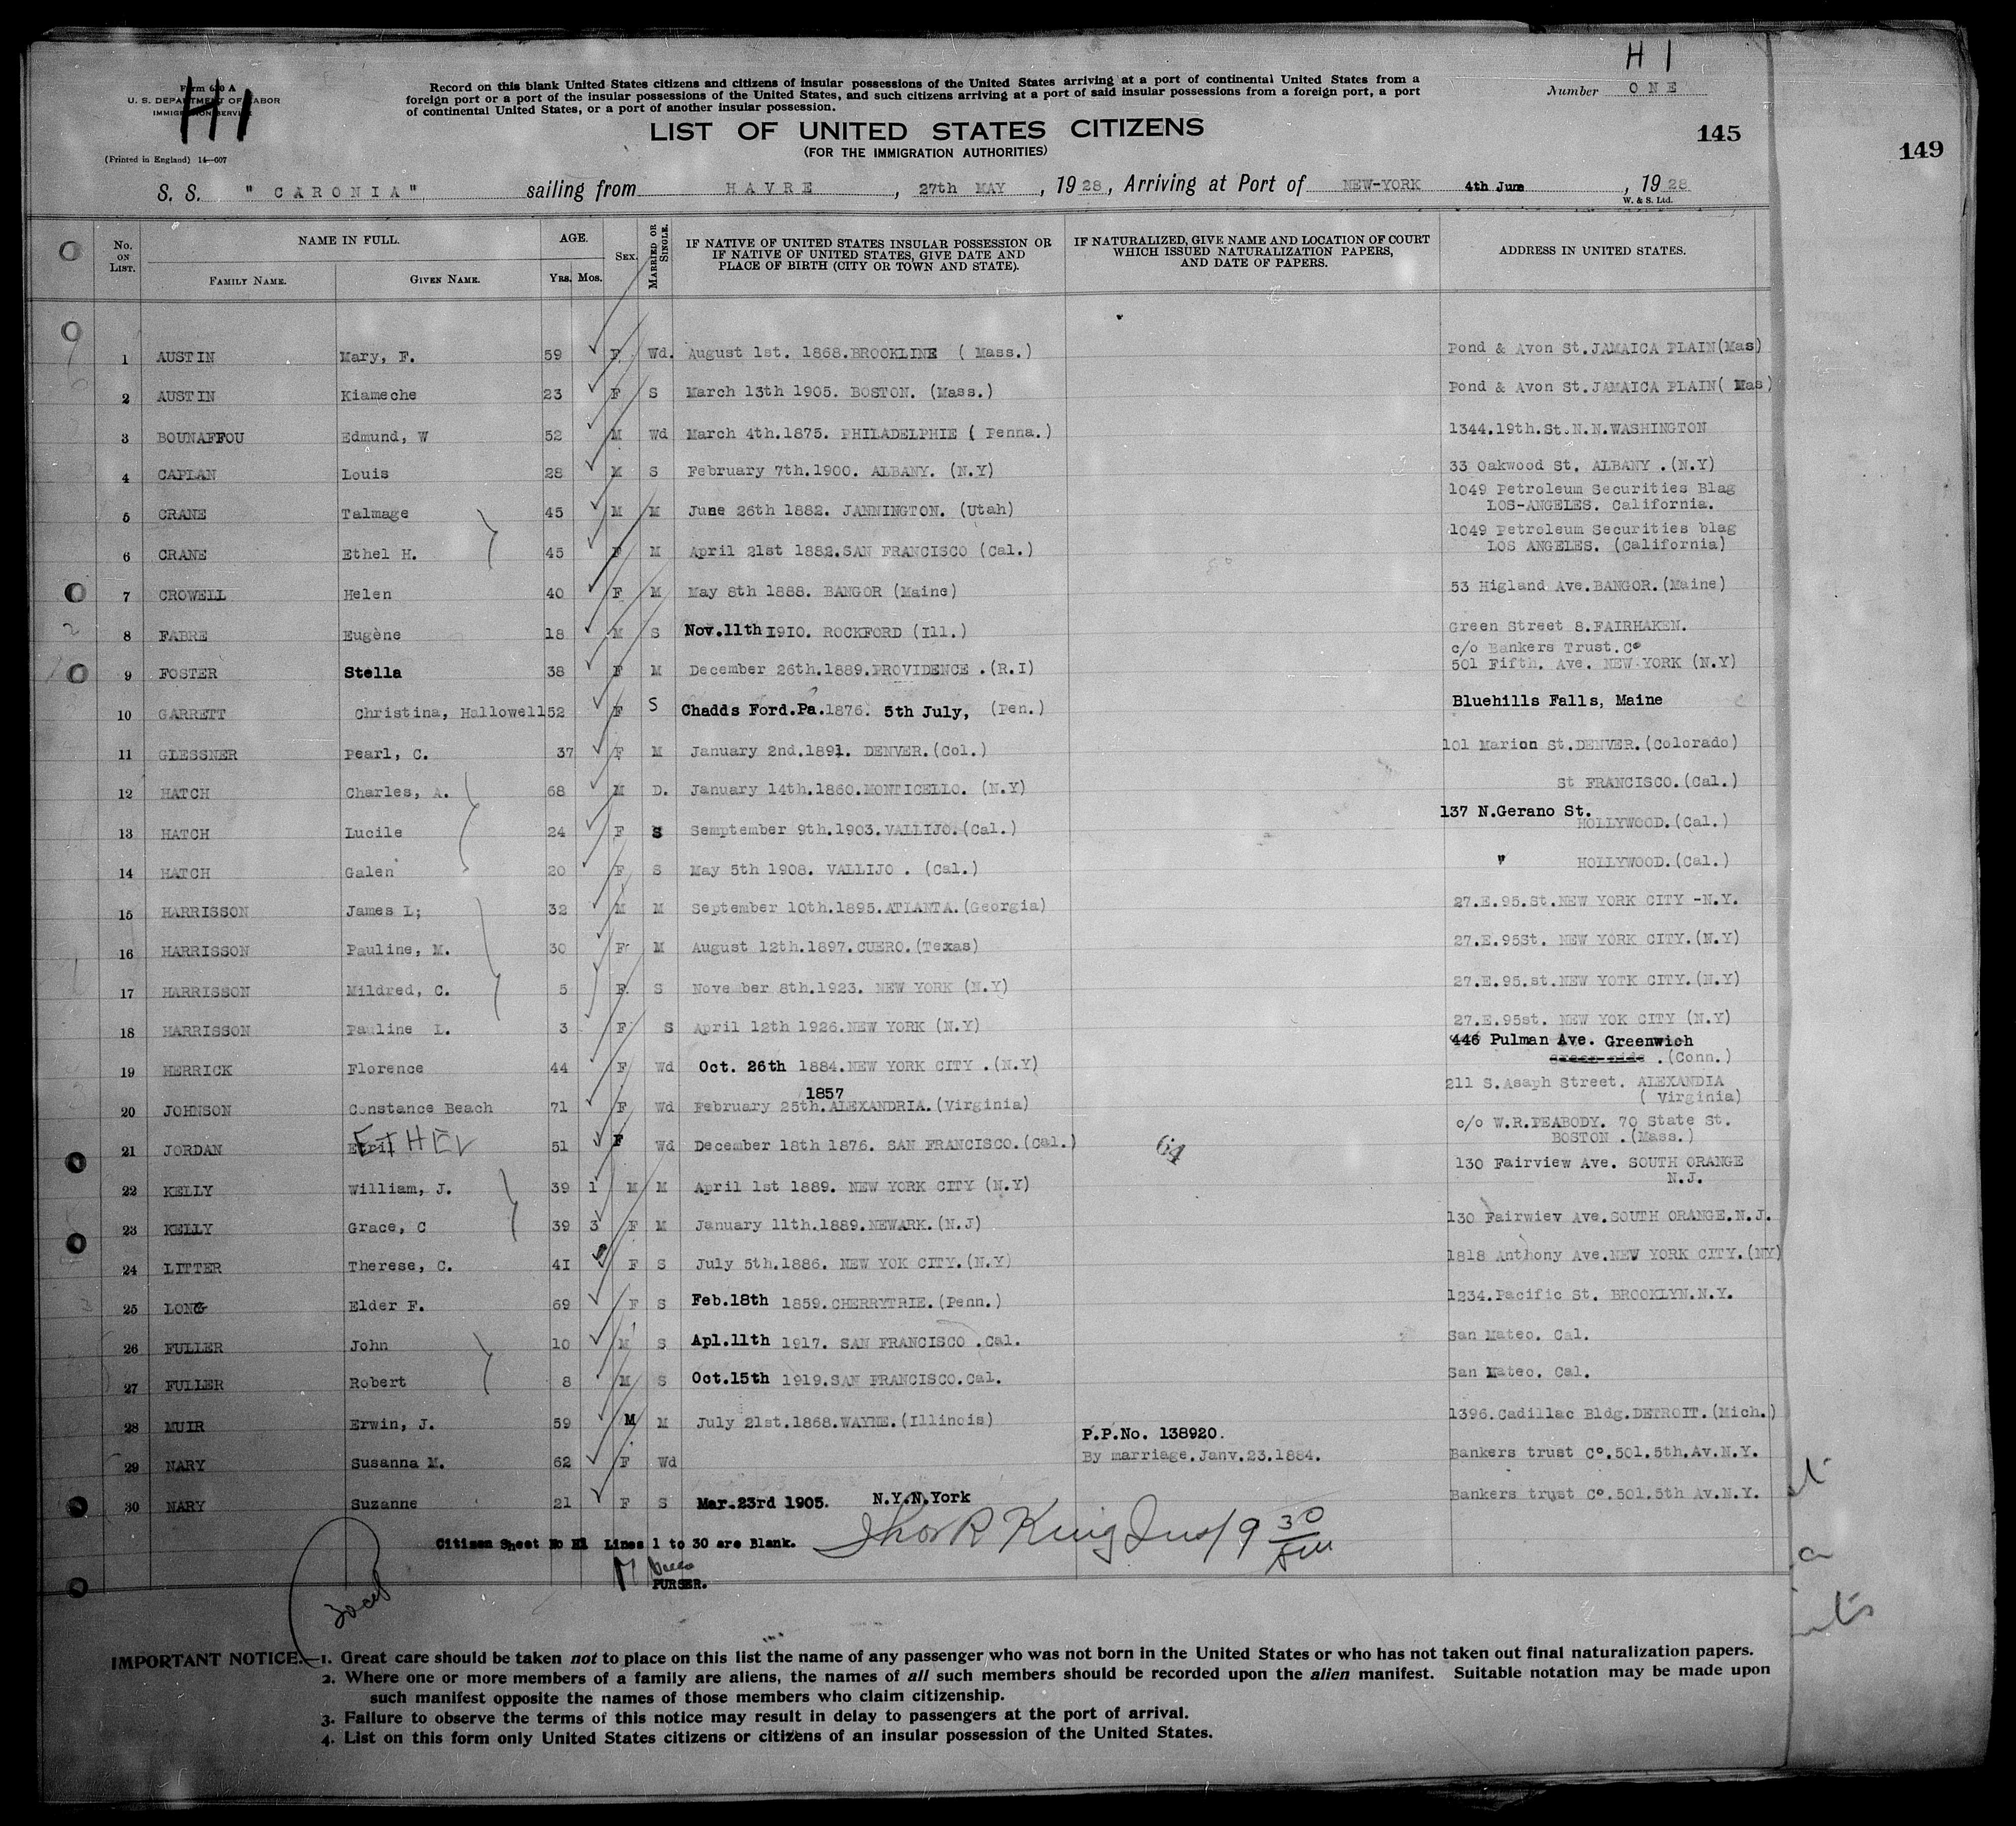 H I
H I
Form 630 A
U. S. DEPARTMENT OF LABOR
IMMIGRATION SERVICE
(Printed in England) 14—607
Record on this blank United States citizens and citizens of insular possessions of the United States arriving at a port of continental United States from a
foreign port or a port of the insular possessions of the United States, and such citizens arriving at a port of said insular possessions from a foreign port, a port
of continental United States, or a port of another insular possession.
Number ONE
LIST OF UNITED STATES CITIZENS
(FOR THE IMMIGRATION AUTHORITIES)
145
149
S. S. "CARONIA" sailing from HAVRE, 27th MAY, 1928, Arriving at Port of NEW-YORK 4th June, 1928
W. & S. Ltd.
No. ON LIST. NAME IN FULL. FAMILY NAME. GIVEN NAME. AGE. Yrs. Mos. SEX. MARRIED OR SINGLE. IF NATIVE OF UNITED STATES INSULAR POSSESSION OR IF NATIVE OF UNITED STATES, GIVE DATE AND PLACE OF BIRTH (CITY OR TOWN AND STATE). IF NATURALIZED, GIVE NAME AND LOCATION OF COURT WHICH ISSUED NATURALIZATION PAPERS, AND DATE OF PAPERS. ADDRESS IN UNITED STATES.
1 AUSTIN Mary, F. 59 F. Wd. August 1st. 1868.BROOKLINE ( Mass.) Pond & Avon St.JAMAICA PLAIN(Mas)
2 AUSTIN Kiameche 23 F S March 13th 1905. BOSTON. (Mass.) Pond & Avon St.JAMAICA PLAIN( Mas)
3 BOUNAFFOU Edmund, W 52 M Wd March 4th.1875. PHILADELPHIE ( Penna.) 1344.19th.St.N.N.WASHINGTON
4 CAPLAN Louis 28 M S February 7th.1900. ALBANY. (N.Y) 33 Oakwood St. ALBANY .(N.Y)
5 CRANE Talmage 45 M M June 26th 1882. JANNINGTON. (Utah) 1049 Petroleum Securities Blag
LOS-ANGELES. California.
6 CRANE Ethel H. 45 F M April 21st 1882.SAN FRANCISCO (Cal.) 1049 Petroleum Securities blag
LOS ANGELES. (California)
7 CROWELL Helen 40 F M May 8th 1888. BANGOR (Maine) 53 Higland Ave.BANGOR.(Maine)
8 FABRE Eugène 18 M S Nov.11th I9I0. ROCKFORD (Ill.) Green Street 8.FAIRHAKEN.
9 FOSTER Stella 38 F M December 26th.1889.PROVIDENCE .(R.I) c/o Bankers Trust.C°
501 Fifth. Ave. NEW-YORK (N.Y)
10 GARRETT Christina, Hallowell 52 F S Chadds Ford.Pa.1876. 5th July, (Pen.) Bluehills Falls, Maine
11 GLESSNER Pearl, C. 37 F M January 2nd.1891. DENVER.(Col.) 101 Marion St.DENVER.(Colorado)
12 HATCH Charles, A. 68 M D. January 14th.1860.MONTICELLO. (N.Y) St FRANCISCO.(Cal.)
13 HATCH Lucile 24 F S Semptember 9th.1903.VALLIJO.(Cal.) 137 N.Gerano St.
HOLLYWOOD.(Cal.)
14 HATCH Galen 20 F S May 5th 1908. VALLIJO . (Cal.) " HOLLYWOOD.(Cal.)
15 HARRISSON James L; 32 M M September 10th.1895.ATLANTA.(Georgia) 27.E.95.St.NEW YORK CITY -N.Y.
16 HARRISSON Pauline, M. 30 F M August 12th.1897.CUERO.(Texas) 27.E.95St. NEW YORK CITY.(N.Y)
17 HARRISSON Mildred, C. 5 F. S November 8th.1923. NEW YORK (N.Y) 27.E.95.st.NEW YOTK CITY.(N.Y)
18 HARRISSON Pauline L. 3 F S April 12th 1926.NEW YORK (N.Y) 27.E.95st. NEW YOK CITY (N.Y)
19 HERRICK Florence 44 F Wd Oct. 26th 1884.NEW YORK CITY .(N.Y) 446 Pulman Ave. Greenwich
.(Conn.)
20 JOHNSON Constance Beach 71 F Wd February 25th. 1857 ALEXANDRIA.(Virginia) 211 S.Asaph Street. ALEXANDIA
( Virginia)
21 JORDAN ETHEL 51 F Wd December 18th 1876. SAN FRANCISCO.(Cal.) 64 c/o W.R.PEABODY. 70 State St.
BOSTON .(Mass.)
22 KELLY William, J. 39 1 M M April 1st 1889. NEW YORK CITY (N.Y) 130 Fairview Ave. SOUTH ORANGE
N.J.
23 KELLY Grace, C 39 3 F M January 11th.1889.NEWARK.(N.J) 130 Fairwiev Ave.SOUTH ORANGE.N.J.
24 LITTER Therese, C. 4I F S July 5th.1886. NEW YOK CITY.(N.Y) 1818 Anthony Ave.NEW YORK CITY.(NY)
25 LONG Elder F. 69 F S Feb.18th 1859.CHERRYTRIE.(Penn.) 1234.Pacific St. BROOKLYN.N.Y.
26 FULLER John 10 M S Apl.11th 1917. SAN FRANCISCO .Cal. San Mateo. Cal.
27 FULLER Robert 8 M S Oct.15th 1919.SAN FRANCISCO.Cal. San Mateo. Cal.
28 MUIR Erwin, J. 59 M M July 21st.1868.WAYNE.(Illinois) 1396.Cadillac Bldg.DETROIT.(Mich.)
P.P.No. 138920.
29 NARY Susanna M. 62 F Wd By marriage.Janv.23.1884. Bankers trust C°.501.5th.Av.N.Y.
30 NARY Suzanne 21 F S Mar.23rd 1905. N.Y.N.York Bankers trust C°.501.5th Av.N.Y.
Citizen Sheet No H1 Lines 1 to 30 are Blank.
Thos R King Insp 9 30 AM
PURSER.
IMPORTANT NOTICE.—1. Great care should be taken not to place on this list the name of any passenger who was not born in the United States or who has not taken out final naturalization papers.
2. Where one or more members of a family are aliens, the names of all such members should be recorded upon the alien manifest. Suitable notation may be made upon
such manifest opposite the names of those members who claim citizenship.
3. Failure to observe the terms of this notice may result in delay to passengers at the port of arrival.
4. List on this form only United States citizens or citizens of an insular possession of the United States.